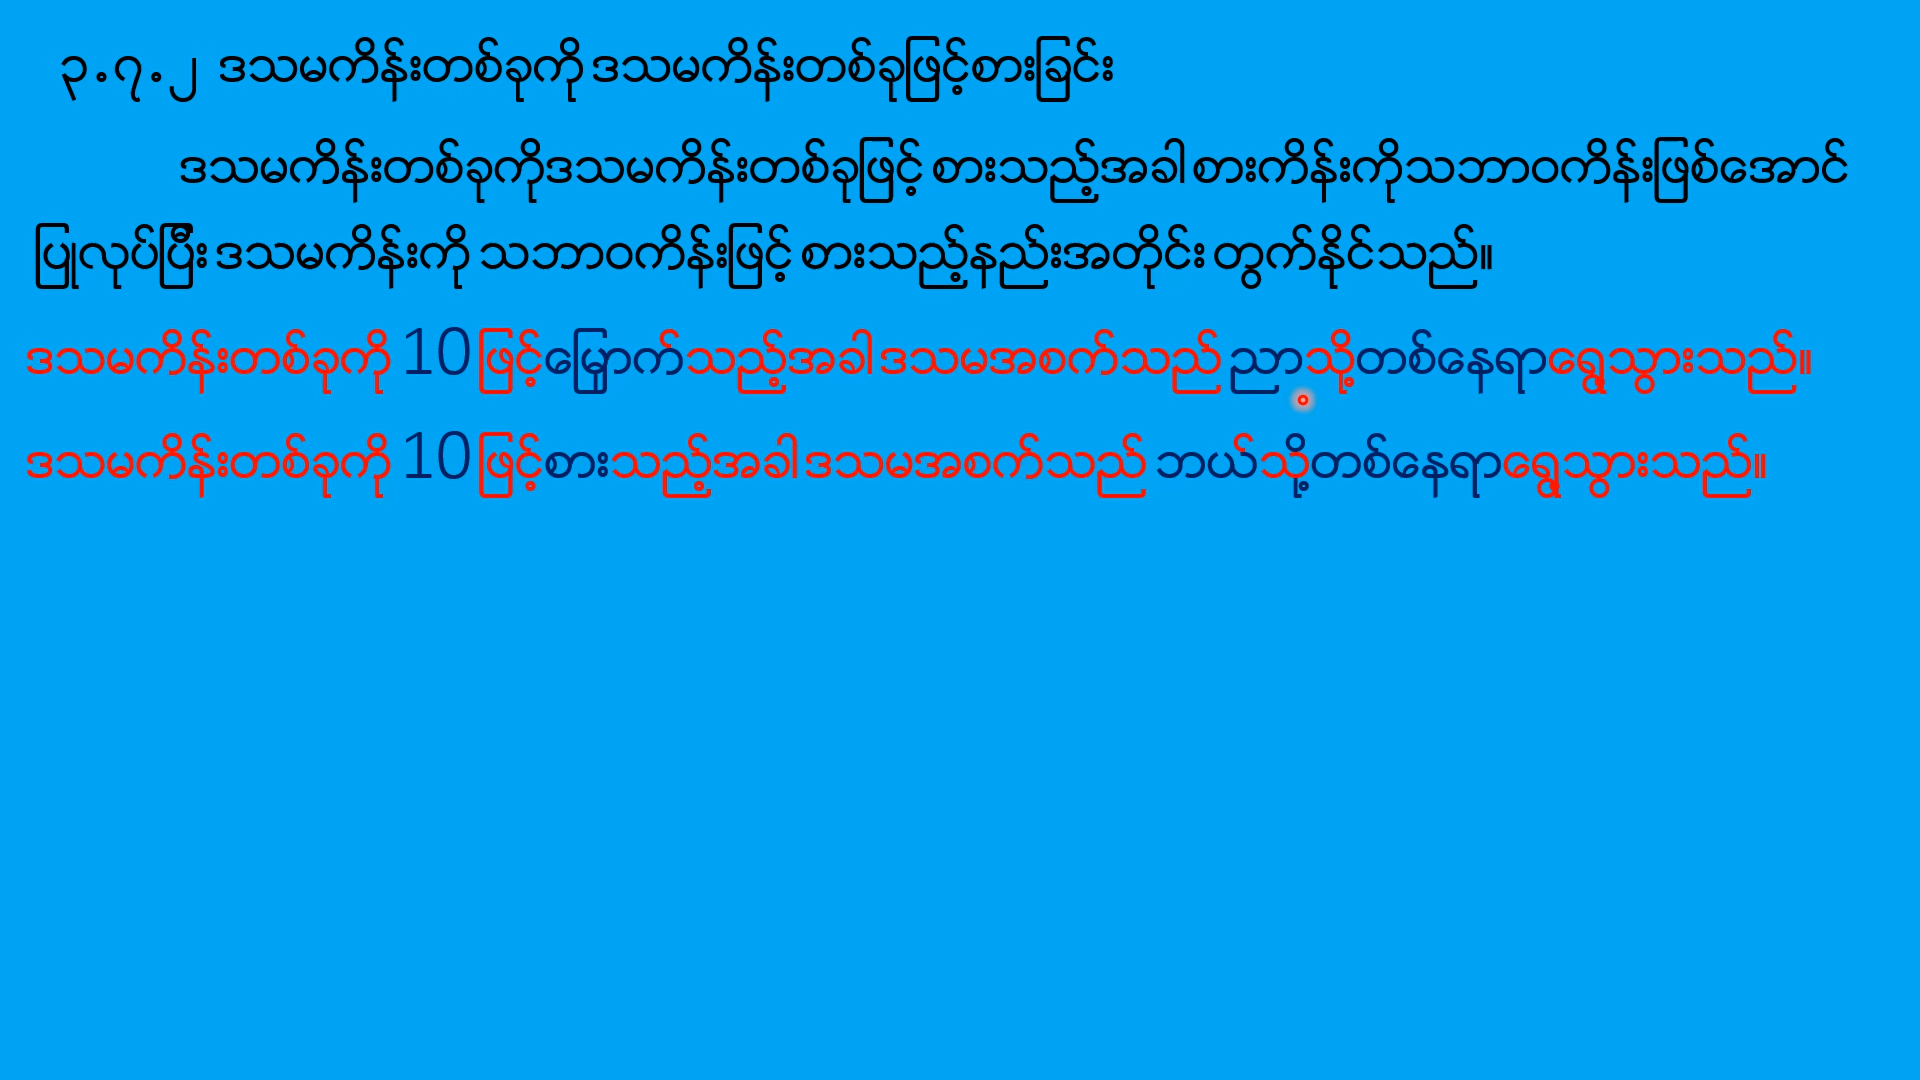 ၃.၇.၂ ဒသမကိန်းတစ်ခုကို ဒသမကိန်းတစ်ခုဖြင့်စားခြင်း
ဒသမကိန်းတစ်ခုကိုဒသမကိန်းတစ်ခုဖြင့် စားသည့်အခါ စားကိန်းကိုသဘာဝကိန်းဖြစ်အောင်
ပြုလုပ်ပြီး ဒသမကိန်းကို သဘာဝကိန်းဖြင့် စားသည့်နည်းအတိုင်း တွက်နိုင်သည်။
ဒသမကိန်းတစ်ခုကို 10 ဖြင့်မြှောက်သည့်အခါ ဒသမအစက်သည် ညာသို့တစ်နေရာရွေ့သွားသည်။
ဒသမကိန်းတစ်ခုကို 10 ဖြင့်စားသည့်အခါ ဒသမအစက်သည် ဘယ်သို့တစ်နေရာရွေ့သွားသည်။